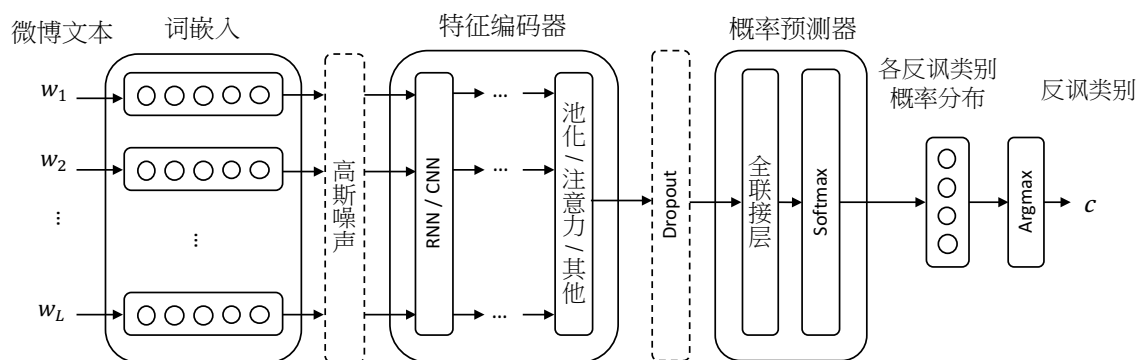 微博文本
词嵌入
特征编码器
概率预测器
各反讽类别
概率分布
反讽类别
w₁
w₂
...
w_L
...
高斯噪声
RNN / CNN
...
...
...
池化 / 注意力 / 其他
Dropout
全联接层
Softmax
Argmax
c